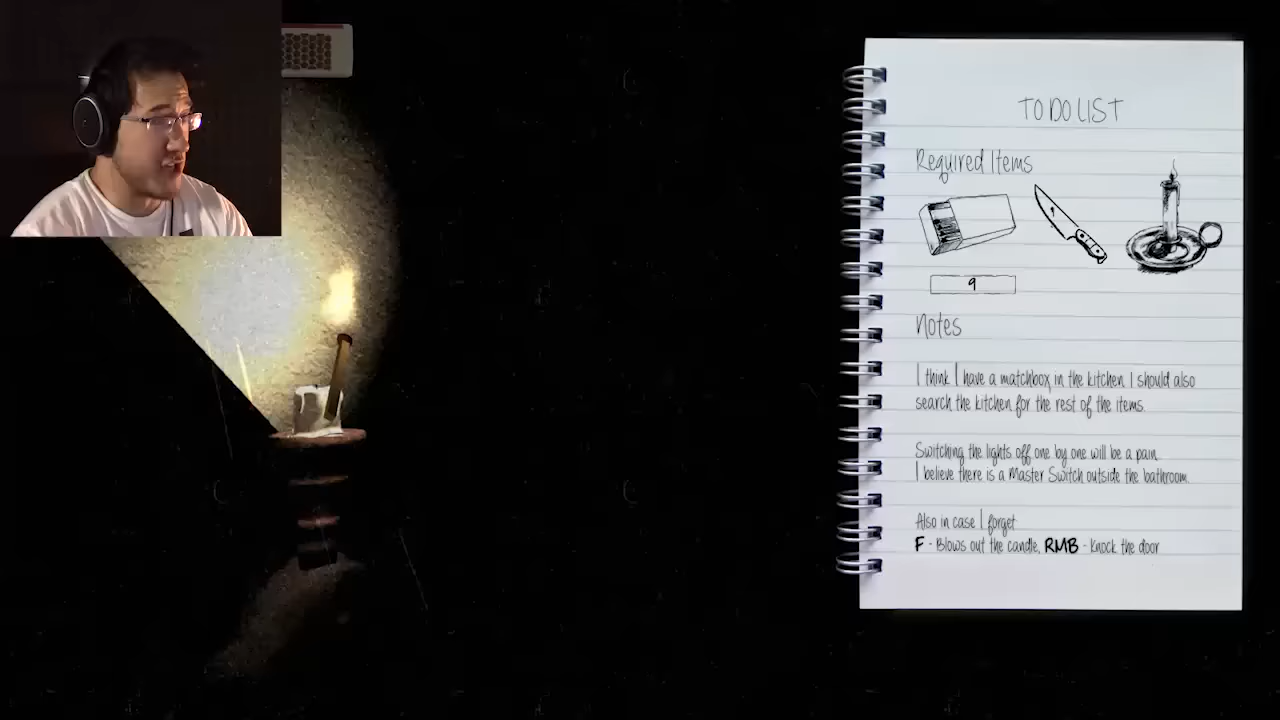 TO DO LIST
Required Items
9
Notes
I think I have a matchbox in the kitchen. I should also
search the kitchen for the rest of the items.
Switching the lights off one by one will be a pain.
I believe there is a Master Switch outside the bathroom.
Also in case I forget
F - Blows out the candle, RMB - Knock the door